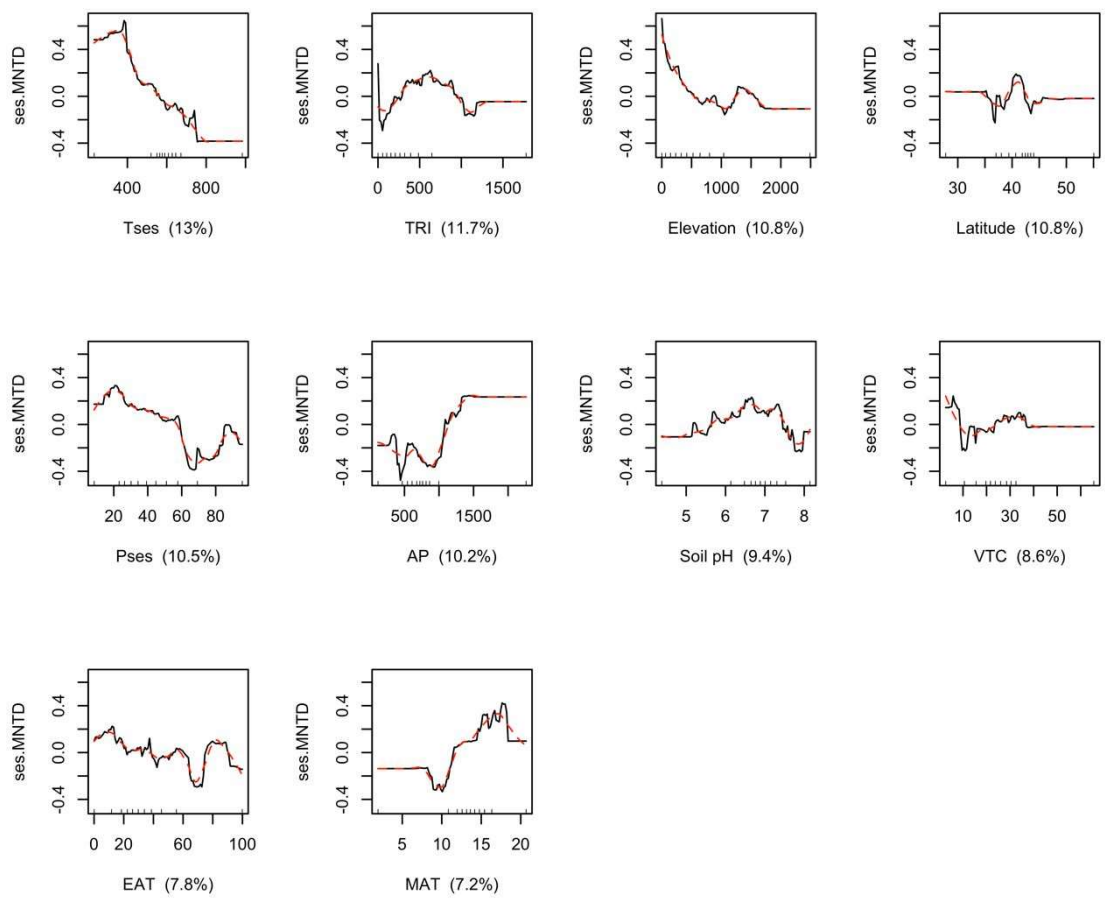 ses.MNTD
0.4
0.0
-0.4
400 800
Tses (13%)
ses.MNTD
0.4
0.0
-0.4
0 500 1500
TRI (11.7%)
ses.MNTD
0.4
0.0
-0.4
0 1000 2000
Elevation (10.8%)
ses.MNTD
0.4
0.0
-0.4
30 40 50
Latitude (10.8%)
ses.MNTD
0.4
0.0
-0.4
20 40 60 80
Pses (10.5%)
ses.MNTD
0.4
0.0
-0.4
500 1500
AP (10.2%)
ses.MNTD
0.4
0.0
-0.4
5 6 7 8
Soil pH (9.4%)
ses.MNTD
0.4
0.0
-0.4
10 30 50
VTC (8.6%)
ses.MNTD
0.4
0.0
-0.4
0 20 60 100
EAT (7.8%)
ses.MNTD
0.4
0.0
-0.4
5 10 15 20
MAT (7.2%)